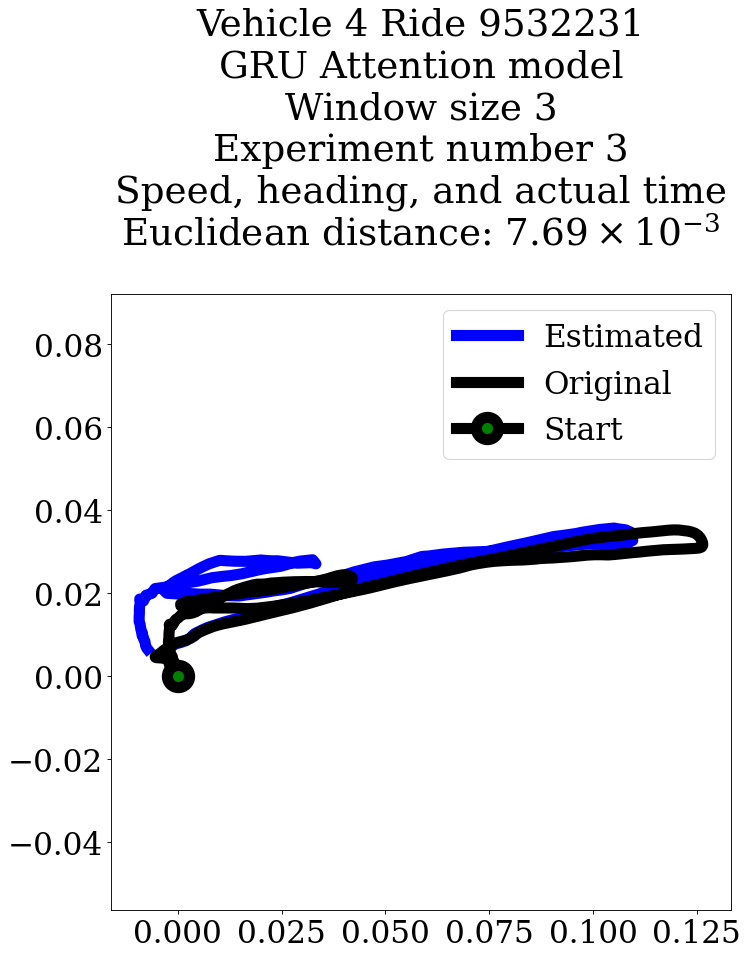 Vehicle 4 Ride 9532231
GRU Attention model
Window size 3
Experiment number 3
Speed, heading, and actual time
Euclidean distance: 7.69 × 10⁻³
Estimated
Original
Start
0.08
0.06
0.04
0.02
0.00
−0.02
−0.04
0.000 0.025 0.050 0.075 0.100 0.125